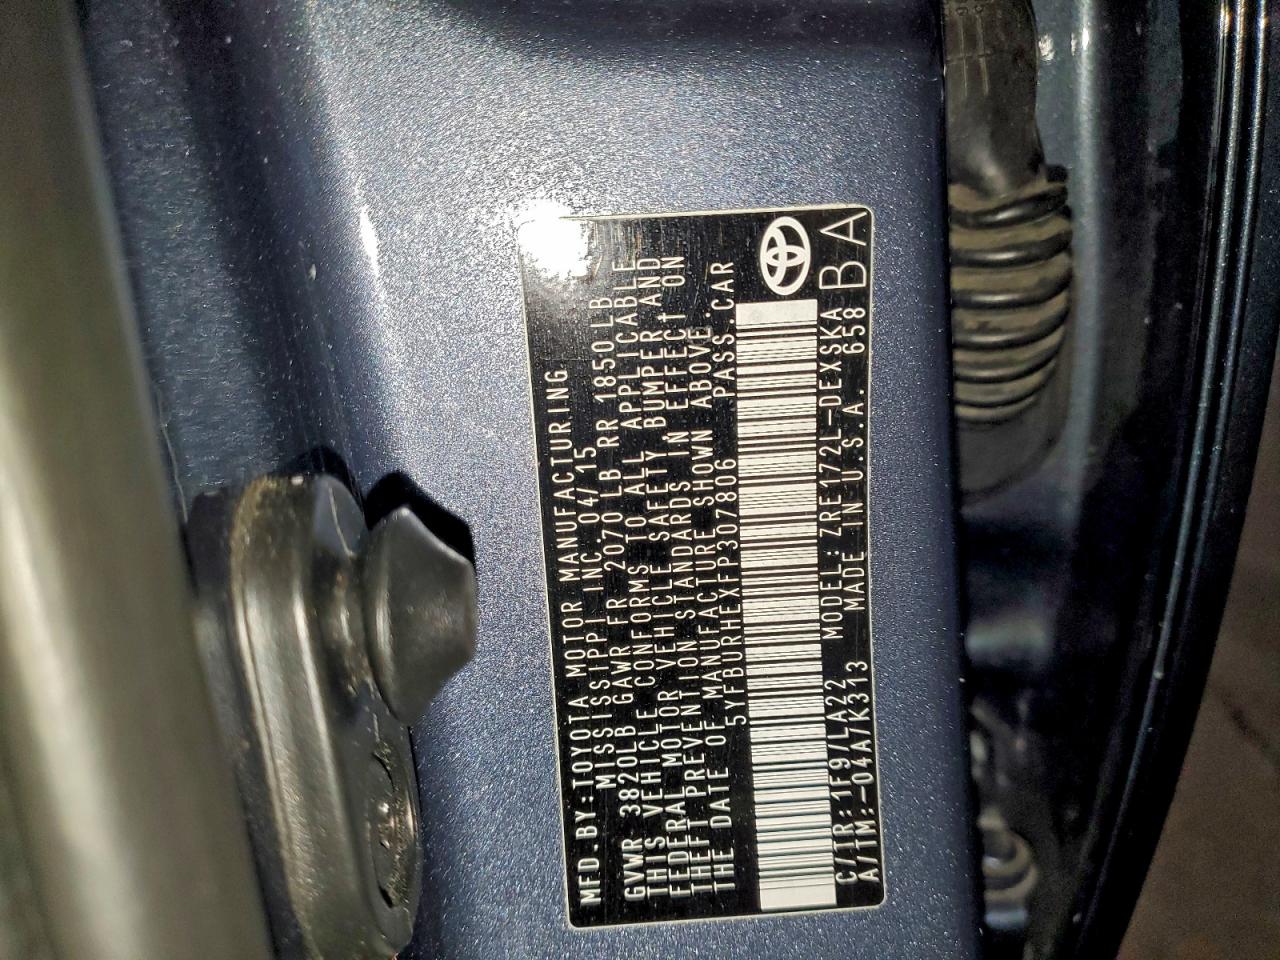 MFD.BY:TOYOTA MOTOR MANUFACTURING,
MISSISSIPPI INC. 04/15
GVWR 3820LB GAWR FR 2070 LB RR 1850LB
THIS VEHICLE CONFORMS TO ALL APPLICABLE
FEDERAL MOTOR VEHICLE SAFETY, BUMPER, AND
THEFT PREVENTION STANDARDS IN EFFECT ON
THE DATE OF MANUFACTURE SHOWN ABOVE.
5YFBURHEXFP307806 PASS.CAR
C/TR:1F9/LA22 MODEL:ZRE172L-DEXSKA
A/TM:-04A/K313 MADE IN U.S.A. 658
BA